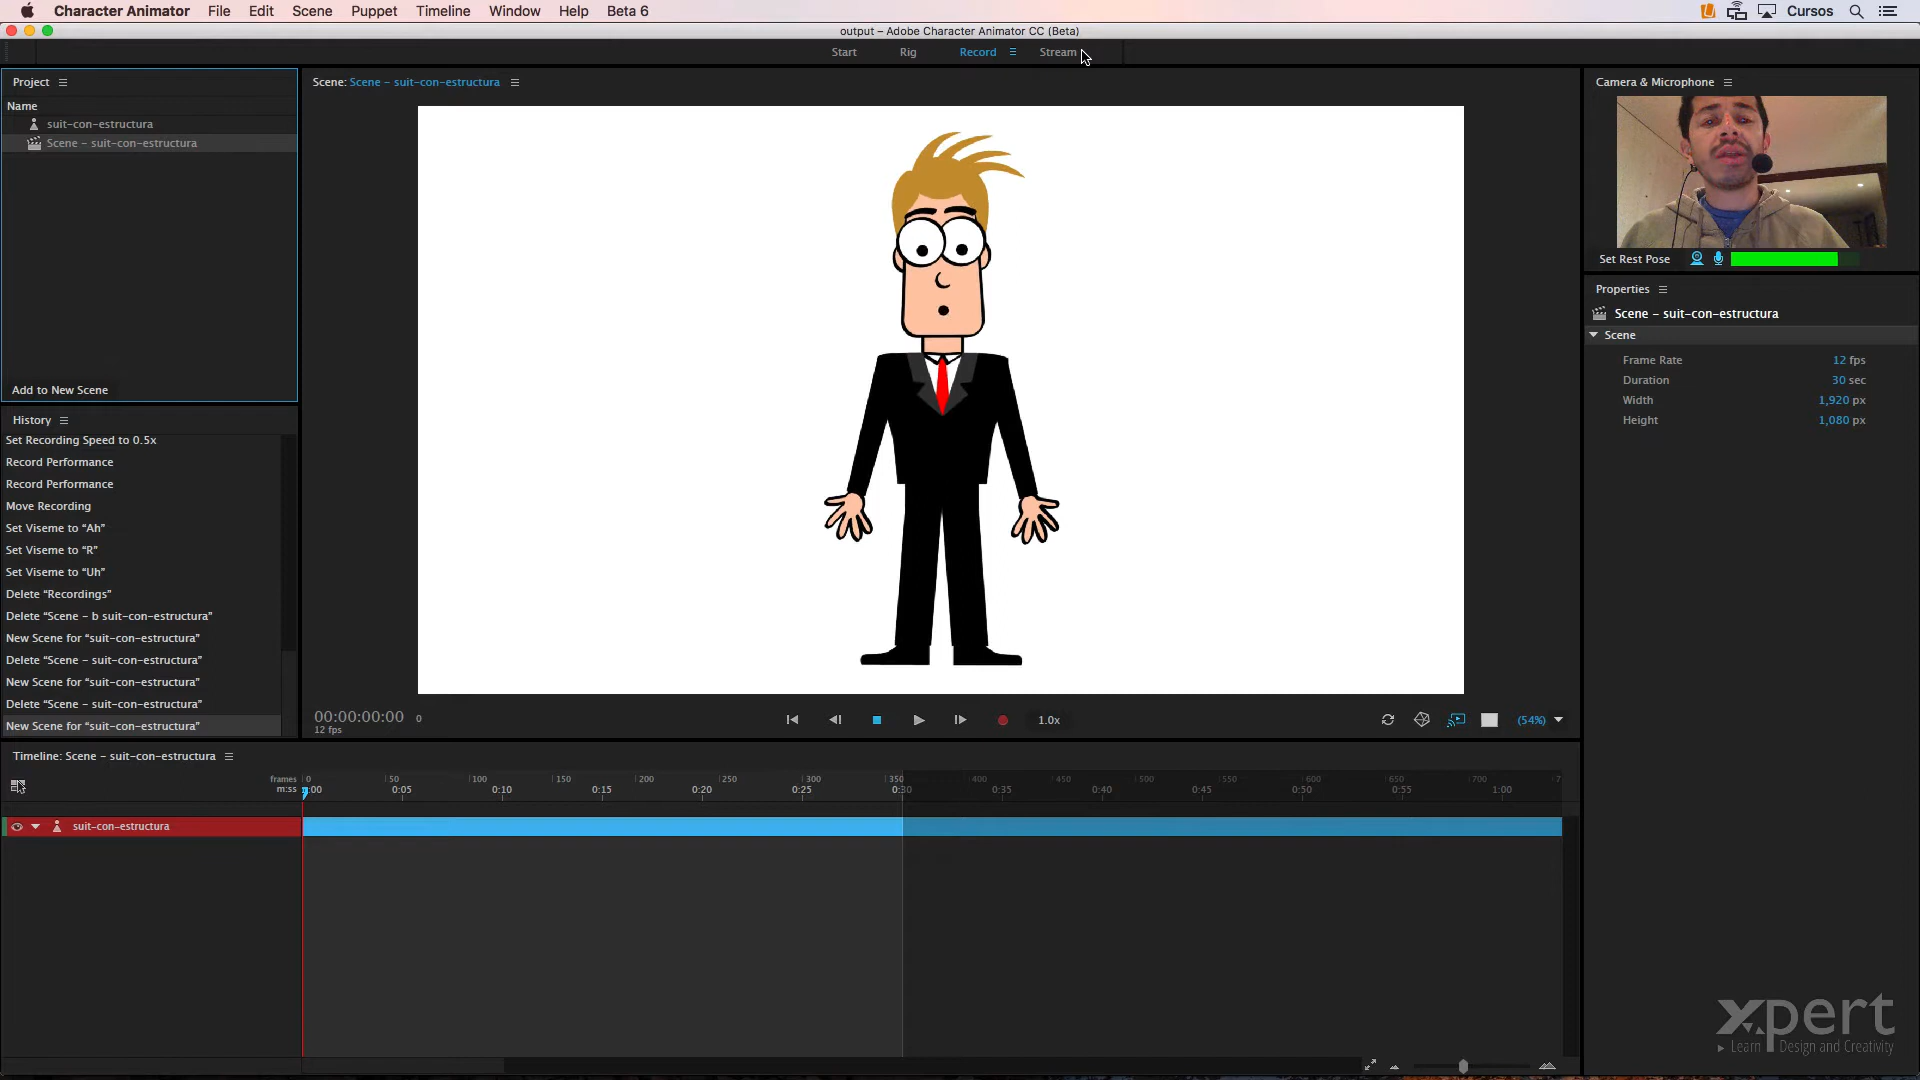 Character Animator File Edit Scene Puppet Timeline Window Help Beta 6 Cursos
output – Adobe Character Animator CC (Beta)
Start Rig Record Stream
Project
Name
suit-con-estructura
Scene – suit-con-estructura
Add to New Scene
History
Set Recording Speed to 0.5x
Record Performance
Record Performance
Move Recording
Set Viseme to “Ah”
Set Viseme to “R”
Set Viseme to “Uh”
Delete “Recordings”
Delete “Scene – b suit-con-estructura”
New Scene for “suit-con-estructura”
Delete “Scene – suit-con-estructura”
New Scene for “suit-con-estructura”
Delete “Scene – suit-con-estructura”
New Scene for “suit-con-estructura”
Scene: Scene – suit-con-estructura
00:00:00:00 0
12 fps
1.0x
(54%)
Camera & Microphone
Set Rest Pose
Properties
Scene – suit-con-estructura
Scene
Frame Rate 12 fps
Duration 30 sec
Width 1,920 px
Height 1,080 px
Timeline: Scene – suit-con-estructura
frames 0 50 100 150 200 250 300 350 400 450 500 550 600 650 700
m:ss 0:05 0:10 0:15 0:20 0:25 0:30 0:35 0:40 0:45 0:50 0:55 1:00
suit-con-estructura
xpert
Learn Design and Creativity